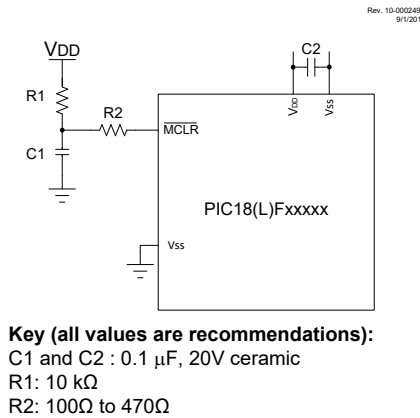 Rev. 10-000249
9/1/201
VDD
C2
R1
R2
VDD
Vss
MCLR
C1
PIC18(L)Fxxxxx
Vss
Key (all values are recommendations):
C1 and C2 : 0.1 μF, 20V ceramic
R1: 10 kΩ
R2: 100Ω to 470Ω